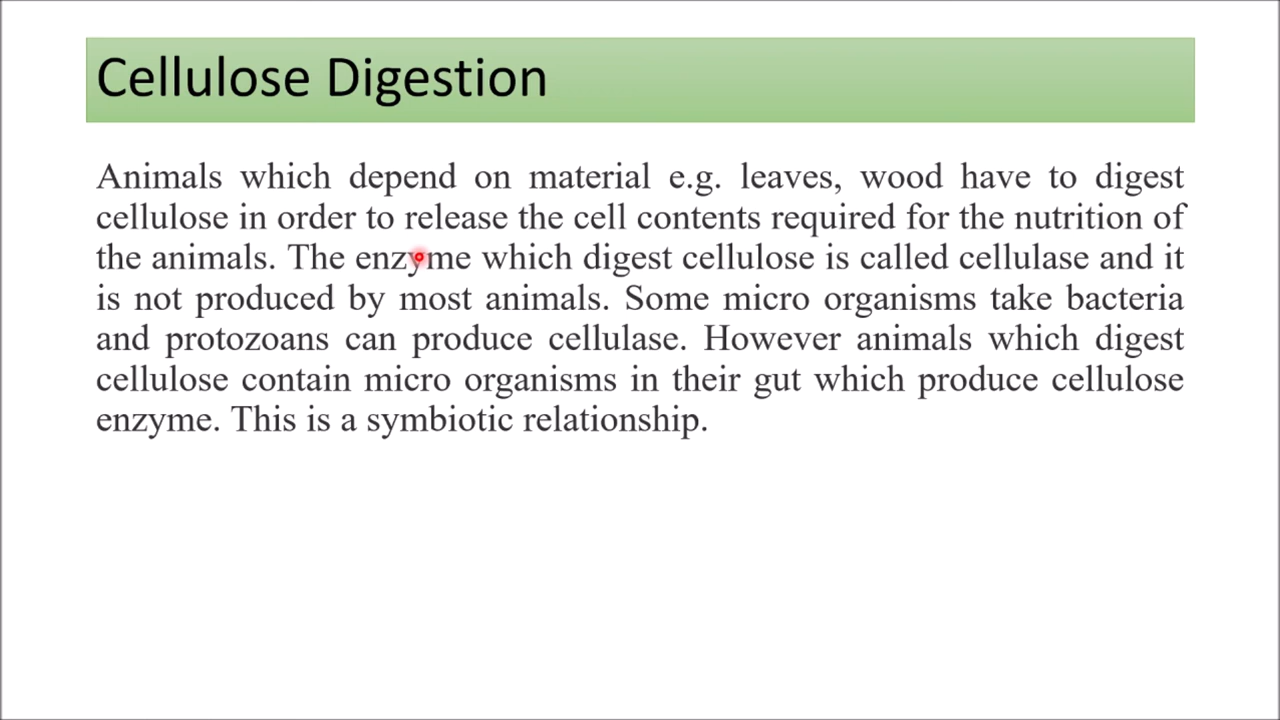 Cellulose Digestion
Animals which depend on material e.g. leaves, wood have to digest
cellulose in order to release the cell contents required for the nutrition of
the animals. The enzyme which digest cellulose is called cellulase and it
is not produced by most animals. Some micro organisms take bacteria
and protozoans can produce cellulase. However animals which digest
cellulose contain micro organisms in their gut which produce cellulose
enzyme. This is a symbiotic relationship.